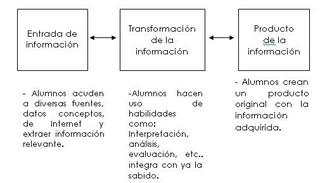 Entrada de
información
Transformación
de la
información
Producto
de la
información
- Alumnos acuden
a diversas fuentes,
datos conceptos,
de Internet y
extraer información
relevante.
-Alumnos hacen
uso de
habilidades
como:
Interpretación,
análisis,
evaluación, etc..
integra con ya la
sabido.
- Alumnos crean
un producto
original con la
información
adquirida.